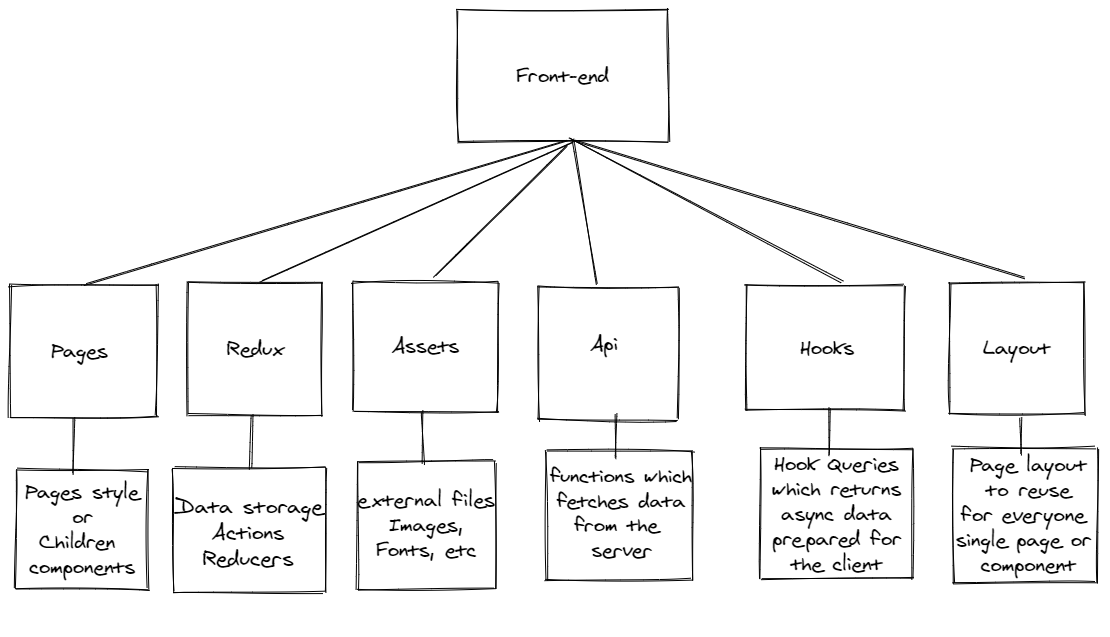 Front-end
Pages
Redux
Assets
Api
Hooks
Layout
Pages style
or
Children
components
Data storage
Actions
Reducers
external files
Images,
Fonts, etc
functions which
fetches data
from the
server
Hook Queries
which returns
async data
prepared for
the client
Page layout
to reuse
for everyone
single page or
component